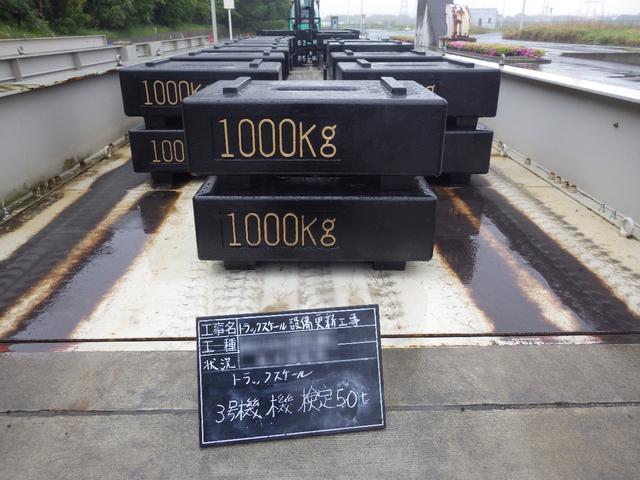 1000Kg
1000Kg
1000
100
工事名 トラックスケール設備更新工事
工種
状況
トラックスケール
3号機 機 検定50t